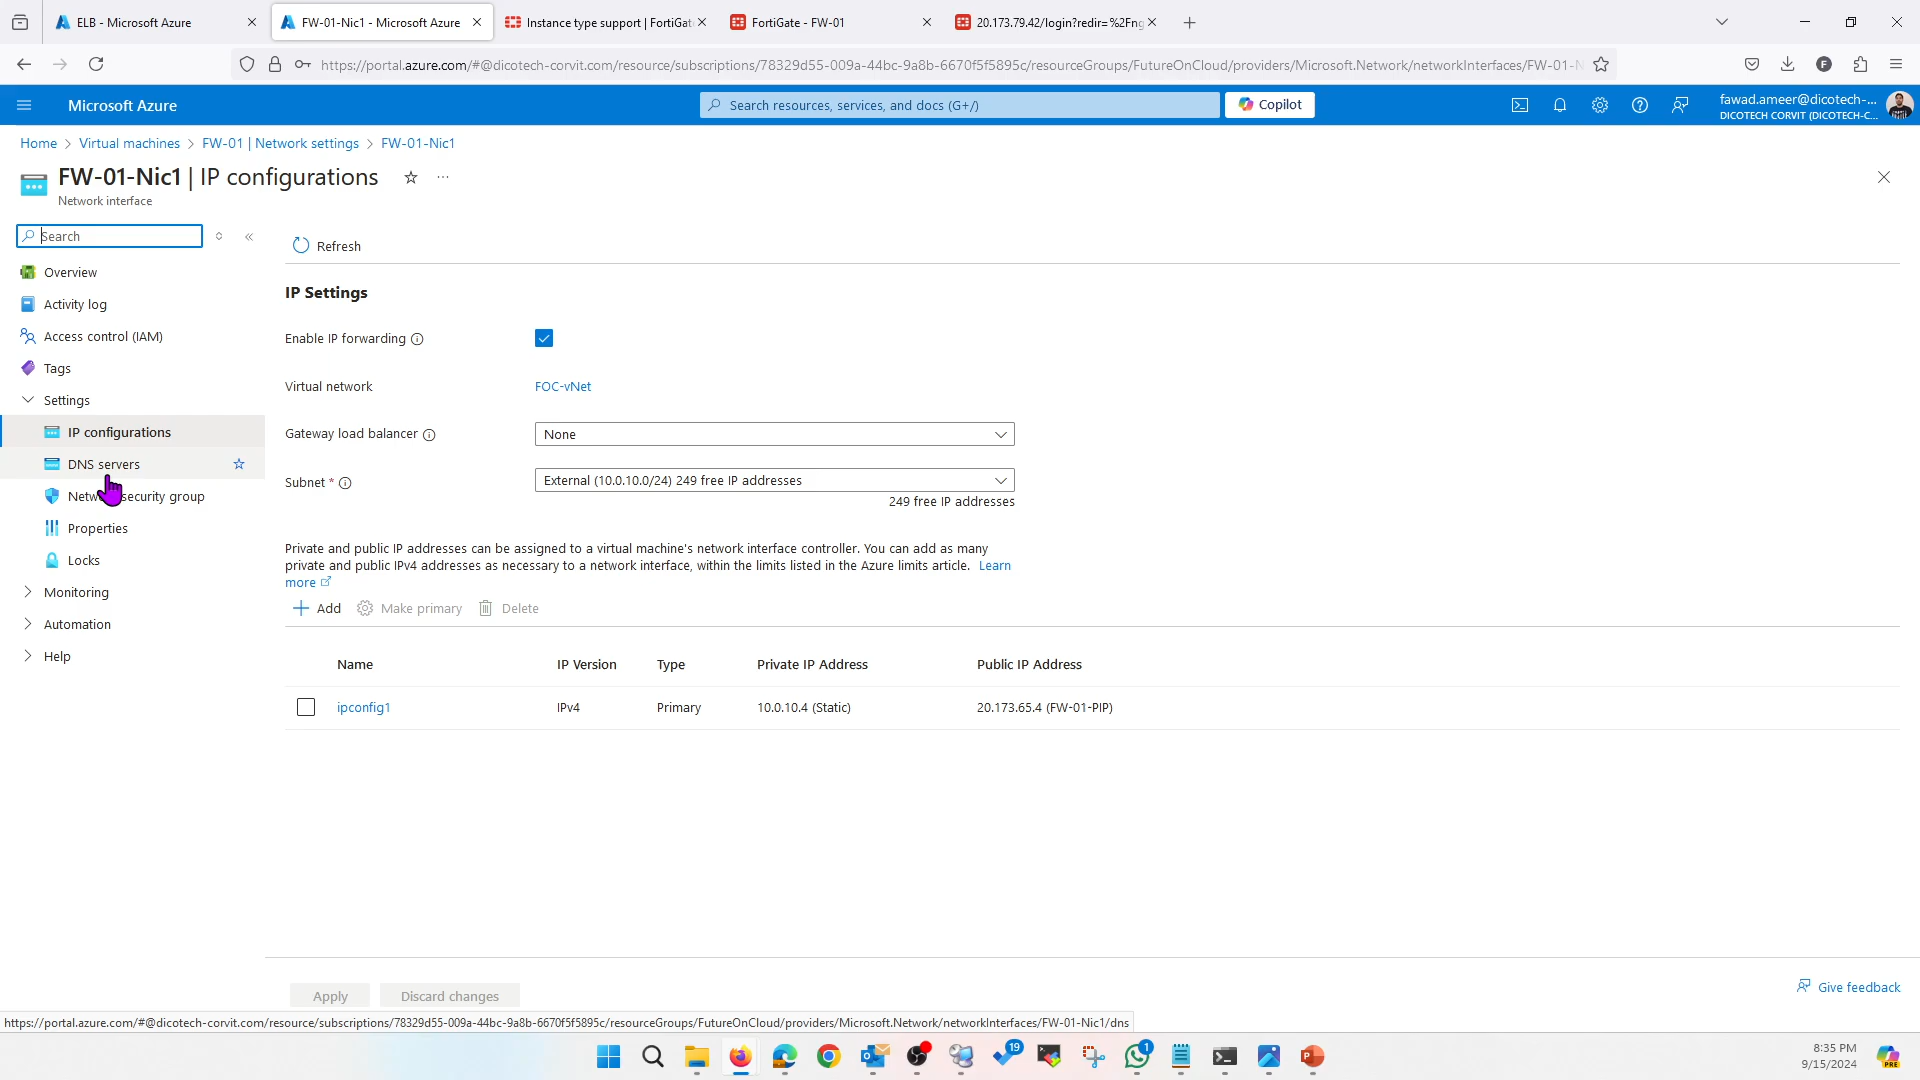 ELB - Microsoft Azure
FW-01-Nic1 - Microsoft Azure
Instance type support | FortiGat
FortiGate - FW-01
20.173.79.42/login?redir=%2Fng
https://portal.azure.com/#@dicotech-corvit.com/resource/subscriptions/78329d55-009a-44bc-9a8b-6670f5f5895c/resourceGroups/FutureOnCloud/providers/Microsoft.Network/networkInterfaces/FW-01-N
Microsoft Azure
Search resources, services, and docs (G+/)
Copilot
fawad.ameer@dicotech-...
DICOTECH CORVIT (DICOTECH-C...
Home > Virtual machines > FW-01 | Network settings > FW-01-Nic1
FW-01-Nic1 | IP configurations
Network interface
Search
Overview
Activity log
Access control (IAM)
Tags
Settings
IP configurations
DNS servers
Network security group
Properties
Locks
Monitoring
Automation
Help
Refresh
IP Settings
Enable IP forwarding
Virtual network
FOC-vNet
Gateway load balancer
None
Subnet *
External (10.0.10.0/24) 249 free IP addresses
249 free IP addresses
Private and public IP addresses can be assigned to a virtual machine's network interface controller. You can add as many
private and public IPv4 addresses as necessary to a network interface, within the limits listed in the Azure limits article. Learn
more
Add
Make primary
Delete
Name IP Version Type Private IP Address Public IP Address
ipconfig1 IPv4 Primary 10.0.10.4 (Static) 20.173.65.4 (FW-01-PIP)
Apply
Discard changes
Give feedback
https://portal.azure.com/#@dicotech-corvit.com/resource/subscriptions/78329d55-009a-44bc-9a8b-6670f5f5895c/resourceGroups/FutureOnCloud/providers/Microsoft.Network/networkInterfaces/FW-01-Nic1/dns
19
1
8:35 PM
9/15/2024